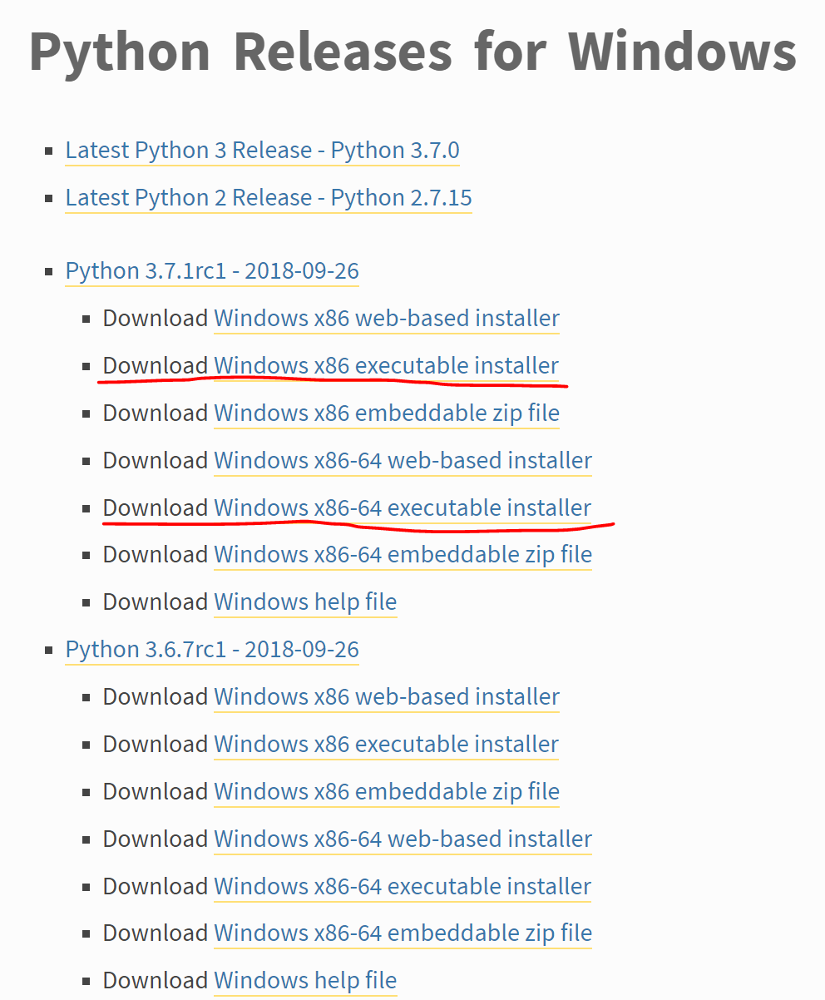 Python Releases for Windows
Latest Python 3 Release - Python 3.7.0
Latest Python 2 Release - Python 2.7.15
Python 3.7.1rc1 - 2018-09-26
Download Windows x86 web-based installer
Download Windows x86 executable installer
Download Windows x86 embeddable zip file
Download Windows x86-64 web-based installer
Download Windows x86-64 executable installer
Download Windows x86-64 embeddable zip file
Download Windows help file
Python 3.6.7rc1 - 2018-09-26
Download Windows x86 web-based installer
Download Windows x86 executable installer
Download Windows x86 embeddable zip file
Download Windows x86-64 web-based installer
Download Windows x86-64 executable installer
Download Windows x86-64 embeddable zip file
Download Windows help file